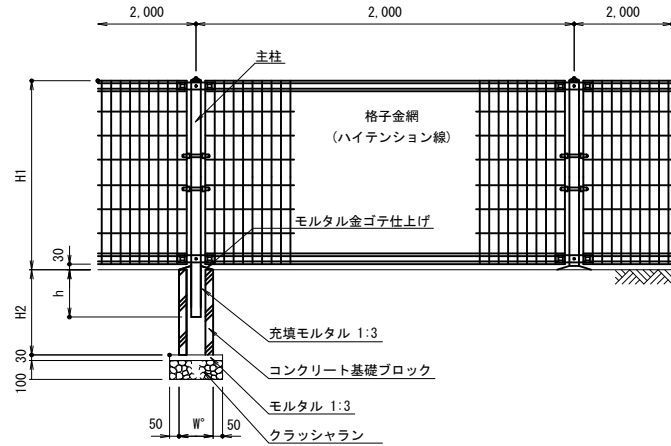 2,000
2,000
2,000
主柱
格子金網
(ハイテンション線)
H1
モルタル金ゴテ仕上げ
30
h
H2
充填モルタル 1:3
30
コンクリート基礎ブロック
100
モルタル 1:3
50
W°
50
クラッシャラン